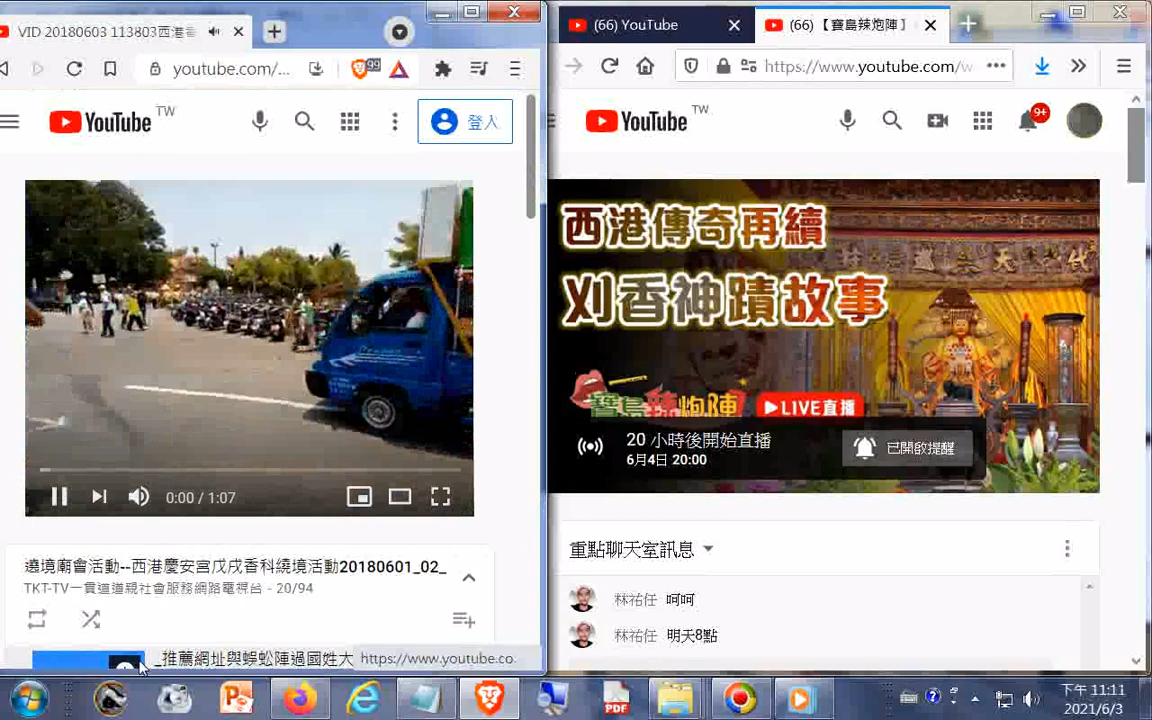 VID 20180603 113803西港
youtube.com/...
99
YouTube TW
登入
0:00 / 1:07
遶境廟會活動--西港慶安宮戊戌香科繞境活動20180601_02_
TKT-TV一貫道道親社會服務網路電視台 - 20/94
_推薦網址與蜈蚣陣過國姓大
https://www.youtube.co
(66) YouTube
(66) 【寶島辣炮陣】
https://www.youtube.com/w
YouTube TW
9+
西港傳奇再續
刈香神蹟故事
寶島辣炮陣
LIVE直播
20 小時後開始直播
6月4日 20:00
已開啟提醒
重點聊天室訊息
林祐任 呵呵
林祐任 明天8點
PDF
下午 11:11
2021/6/3